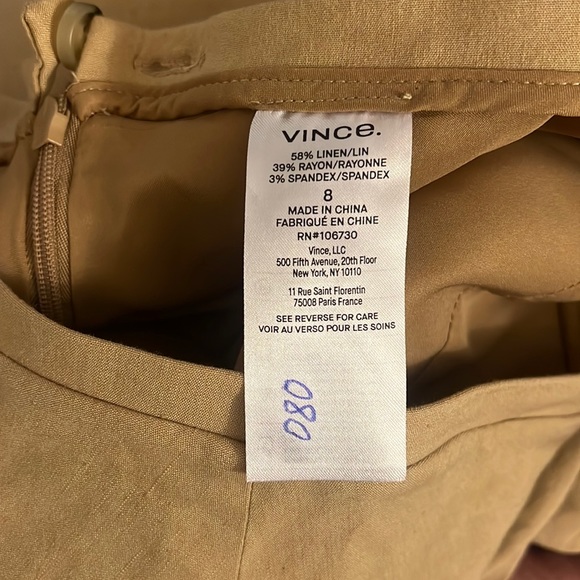 VINCE.
58% LINEN/LIN
39% RAYON/RAYONNE
3% SPANDEX/SPANDEX
8
MADE IN CHINA
FABRIQUÉ EN CHINE
RN#106730
Vince, LLC
500 Fifth Avenue, 20th Floor
New York, NY 10110
11 Rue Saint Florentin
75008 Paris France
SEE REVERSE FOR CARE
VOIR AU VERSO POUR LES SOINS
080